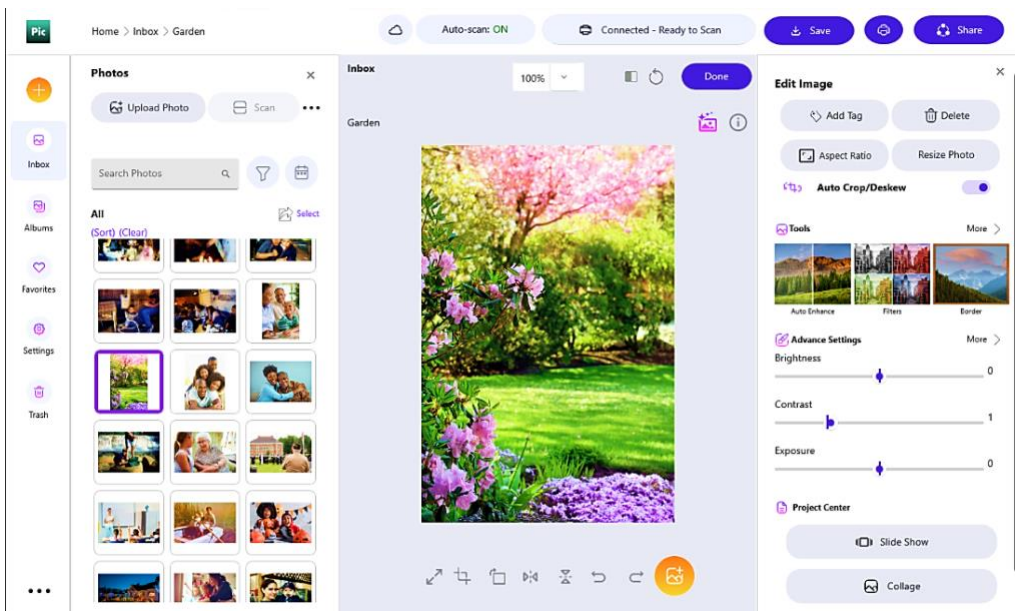 Pic
Home > Inbox > Garden
Auto-scan: ON
Connected - Ready to Scan
Save
Share
Inbox
Albums
Favorites
Settings
Trash
Photos
Upload Photo
Scan
Search Photos
All
Select
(Sort) (Clear)
Inbox
100%
Done
Garden
Edit Image
Add Tag
Delete
Aspect Ratio
Resize Photo
Auto Crop/Deskew
Tools
More >
Auto Enhance
Filters
Border
Advance Settings
More >
Brightness
0
Contrast
1
Exposure
0
Project Center
Slide Show
Collage